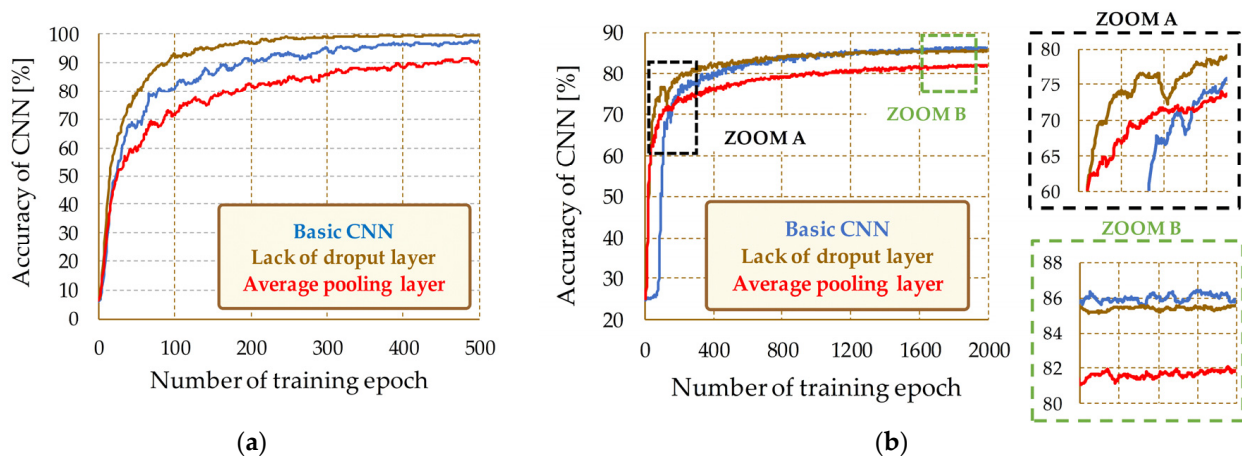 Accuracy of CNN [%]
100
90
80
70
60
50
40
30
20
10
0
Basic CNN
Lack of droput layer
Average pooling layer
0 100 200 300 400 500
Number of training epoch
(a)
Accuracy of CNN [%]
90
80
70
60
50
40
30
20
ZOOM A
ZOOM B
Basic CNN
Lack of droput layer
Average pooling layer
0 400 800 1200 1600 2000
Number of training epoch
(b)
ZOOM A
80
75
70
65
60
ZOOM B
88
86
84
82
80